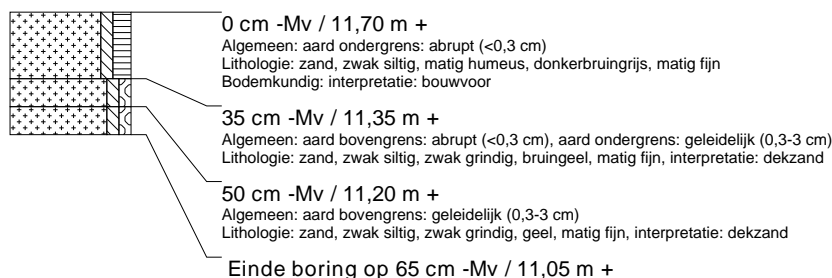 0 cm -Mv / 11,70 m +
Algemeen: aard ondergrens: abrupt (<0,3 cm)
Lithologie: zand, zwak siltig, matig humeus, donkerbruingrijs, matig fijn
Bodemkundig: interpretatie: bouwvoor
35 cm -Mv / 11,35 m +
Algemeen: aard bovengrens: abrupt (<0,3 cm), aard ondergrens: geleidelijk (0,3-3 cm)
Lithologie: zand, zwak siltig, zwak grindig, bruingeel, matig fijn, interpretatie: dekzand
50 cm -Mv / 11,20 m +
Algemeen: aard bovengrens: geleidelijk (0,3-3 cm)
Lithologie: zand, zwak siltig, zwak grindig, geel, matig fijn, interpretatie: dekzand
Einde boring op 65 cm -Mv / 11,05 m +